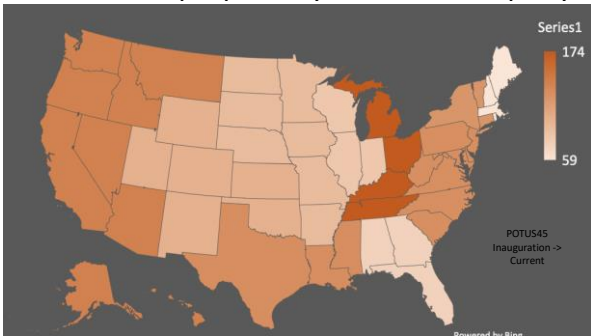 Series1
174
59
POTUS45
Inauguration ->
Current
Powered by Bing